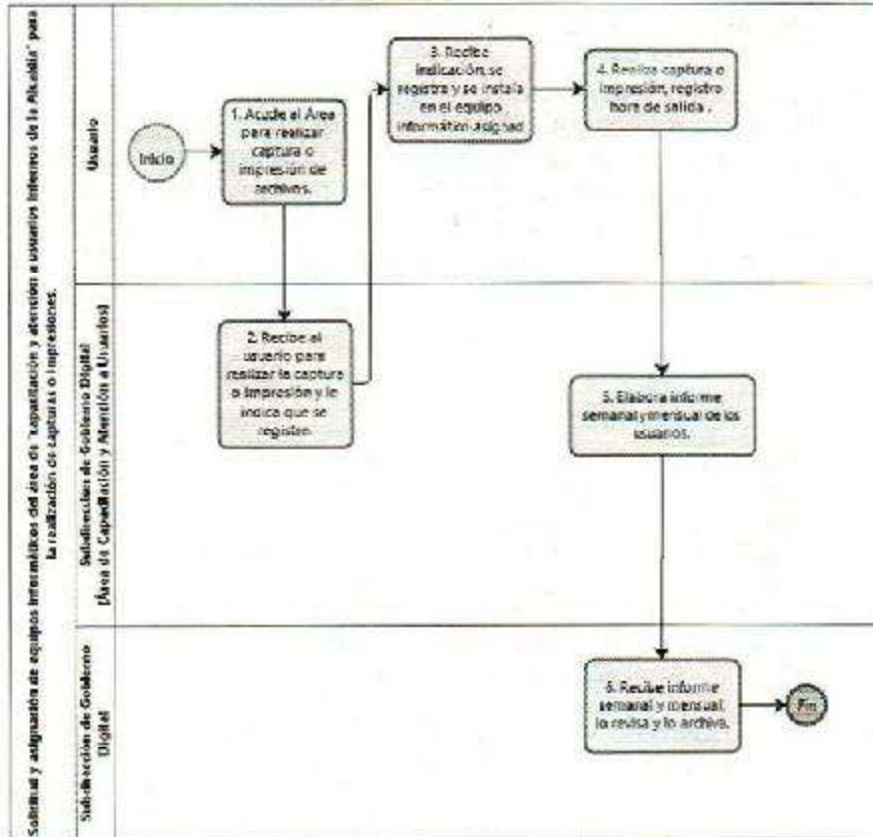 Solicitud y asignación de equipos informáticos del área de "capacitación y atención a usuarios internos de la Alcaldía" para
la realización de capturas o impresiones.
Usuario
Inicio
1. Acude al Área
para realizar
captura o
impresión de
archivos.
3. Recibe
indicación, se
registra y se instala
en el equipo
informático asignad
4. Realiza captura o
impresión, registro
hora de salida .
Subdirección de Gobierno Digital
(Área de Capacitación y Atención a Usuarios)
2. Recibe al
usuario para
realizar la captura
o impresión y le
indica que se
registre.
5. Elabora informe
semanal y mensual de los
usuarios.
Subdirección de Gobierno
Digital
6. Recibe informe
semanal y mensual,
lo revisa y lo archiva.
Fin